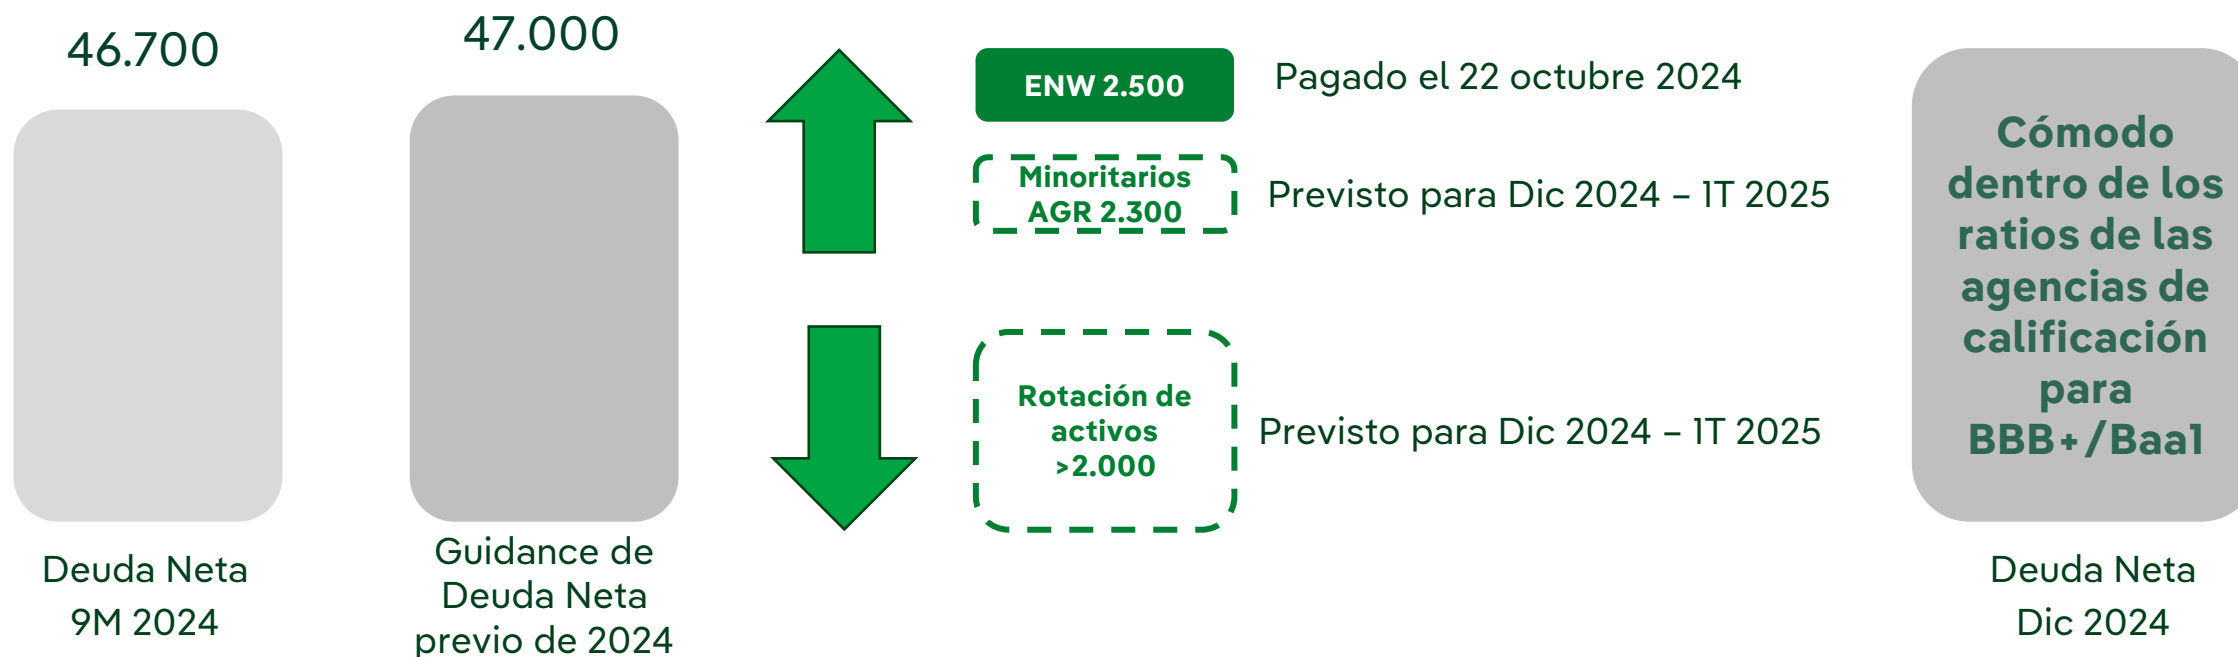 46.700
47.000
ENW 2.500
Pagado el 22 octubre 2024
Minoritarios
AGR 2.300
Previsto para Dic 2024 – 1T 2025
Rotación de
activos
>2.000
Previsto para Dic 2024 – 1T 2025
Cómodo
dentro de los
ratios de las
agencias de
calificación
para
BBB+/Baa1
Deuda Neta
9M 2024
Guidance de
Deuda Neta
previo de 2024
Deuda Neta
Dic 2024